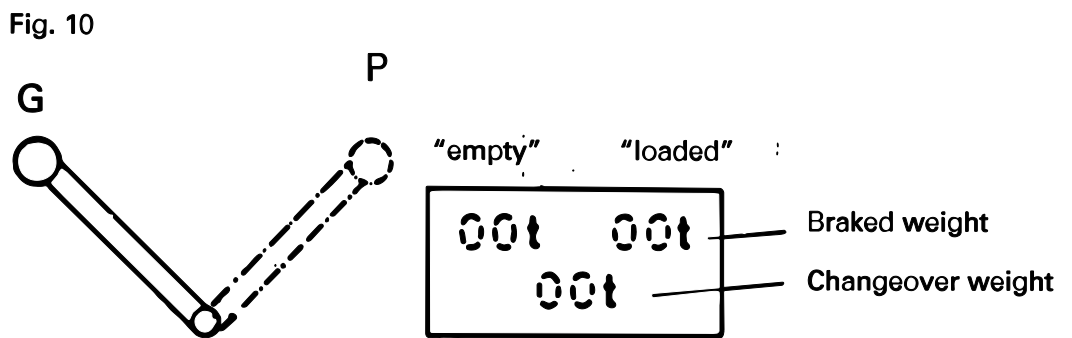 Fig. 10
P
G
“empty” “loaded”
00t 00t
Braked weight
00t
Changeover weight